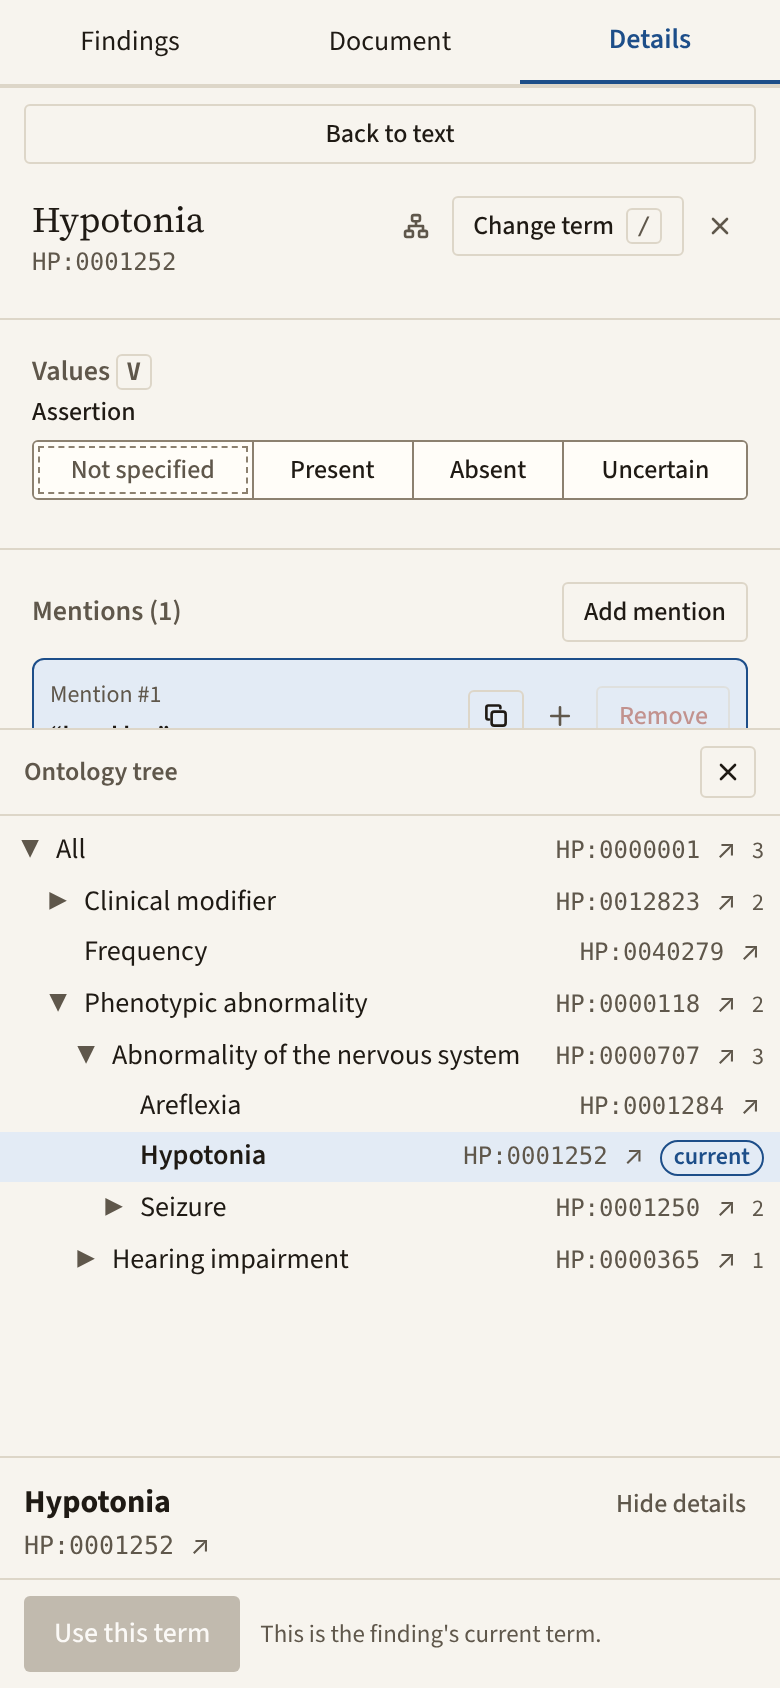 Findings Document Details
Back to text
Hypotonia
HP:0001252
Change term /
Values V
Assertion
Not specified Present Absent Uncertain
Mentions (1) Add mention
Mention #1
Remove
Ontology tree
All HP:0000001 3
Clinical modifier HP:0012823 2
Frequency HP:0040279
Phenotypic abnormality HP:0000118 2
Abnormality of the nervous system HP:0000707 3
Areflexia HP:0001284
Hypotonia HP:0001252 current
Seizure HP:0001250 2
Hearing impairment HP:0000365 1
Hypotonia Hide details
HP:0001252
Use this term This is the finding's current term.